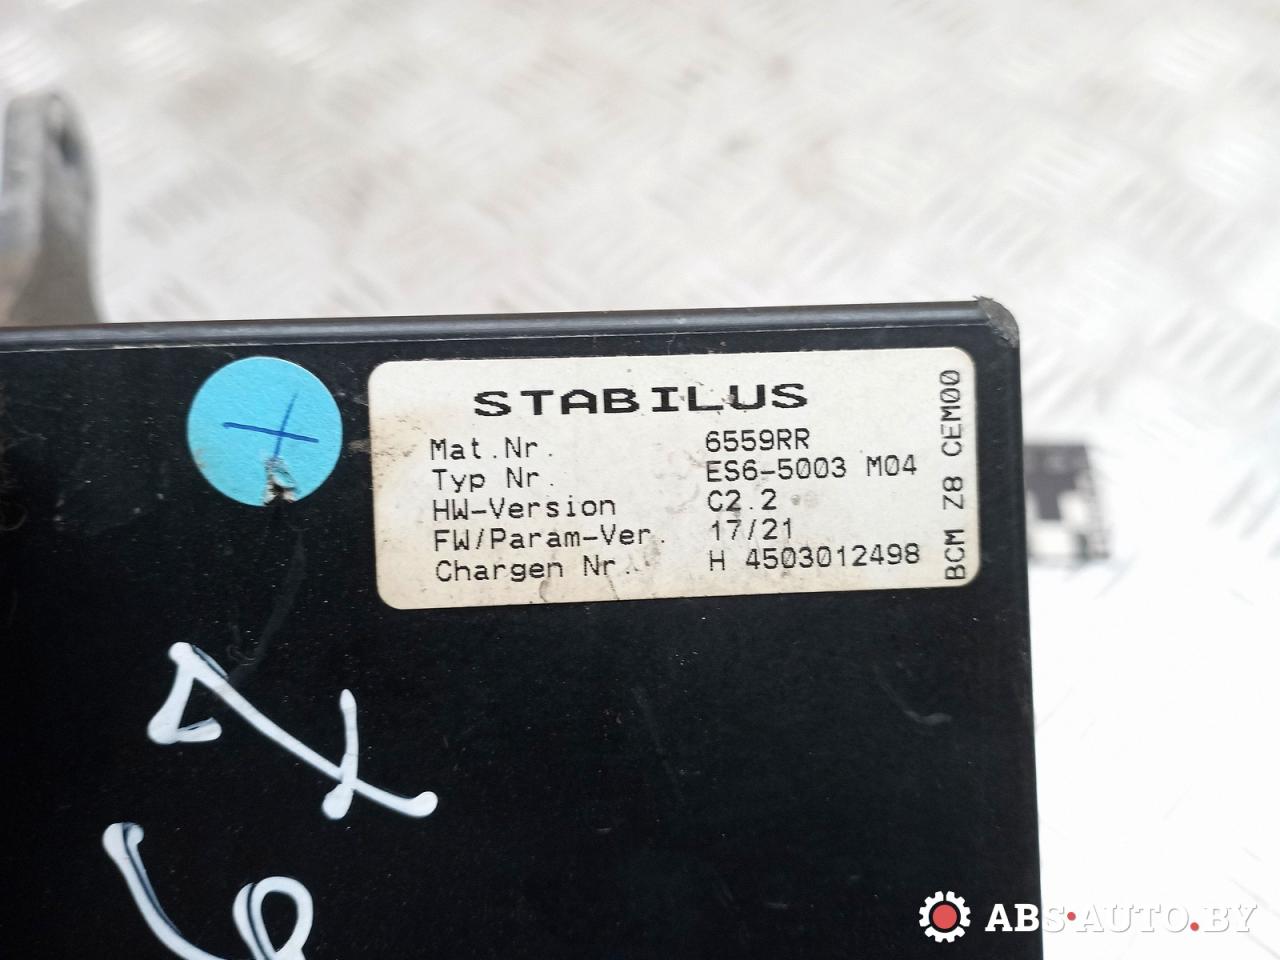 STABILUS
Mat.Nr. 6559RR
Typ Nr. ES6-5003 M04
HW-Version C2.2
FW/Param-Ver. 17/21
Chargen Nr. H 4503012498
BCM Z8 CEM00
ABS-AUTO.BY